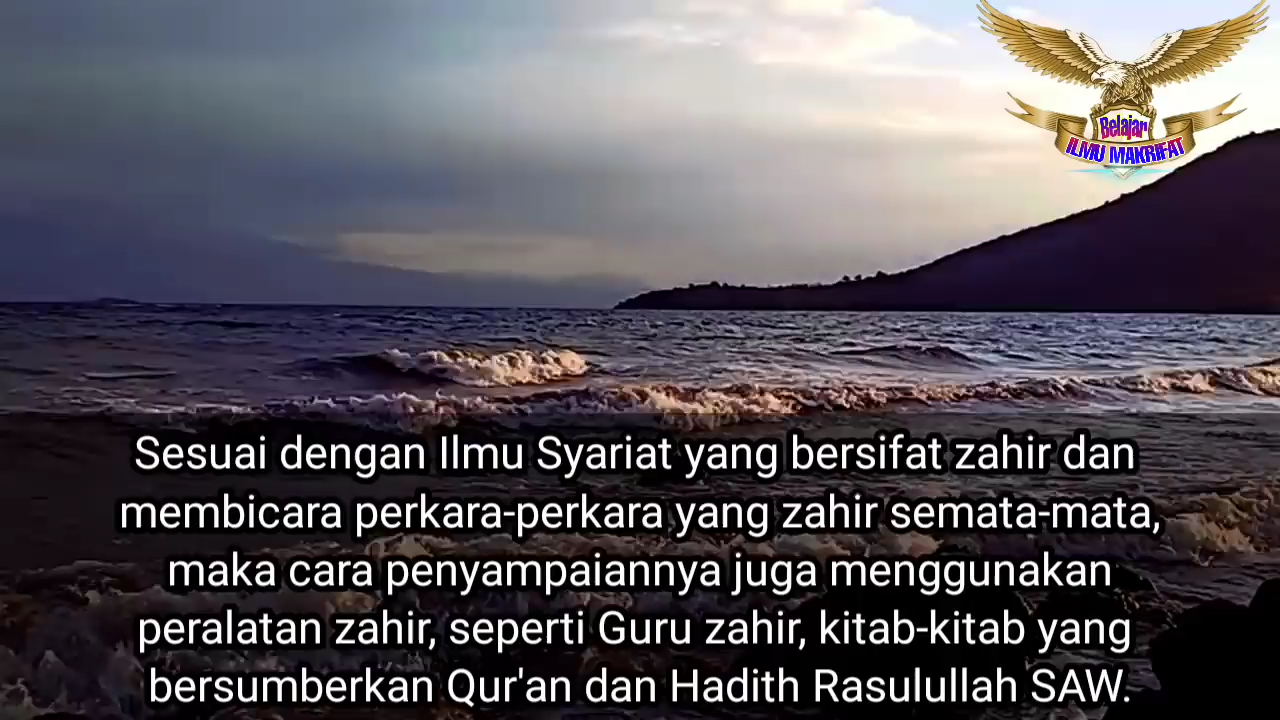 Belajar
ILMU MAKRIFAT
Sesuai dengan Ilmu Syariat yang bersifat zahir dan
membicara perkara-perkara yang zahir semata-mata,
maka cara penyampaiannya juga menggunakan
peralatan zahir, seperti Guru zahir, kitab-kitab yang
bersumberkan Qur'an dan Hadith Rasulullah SAW.